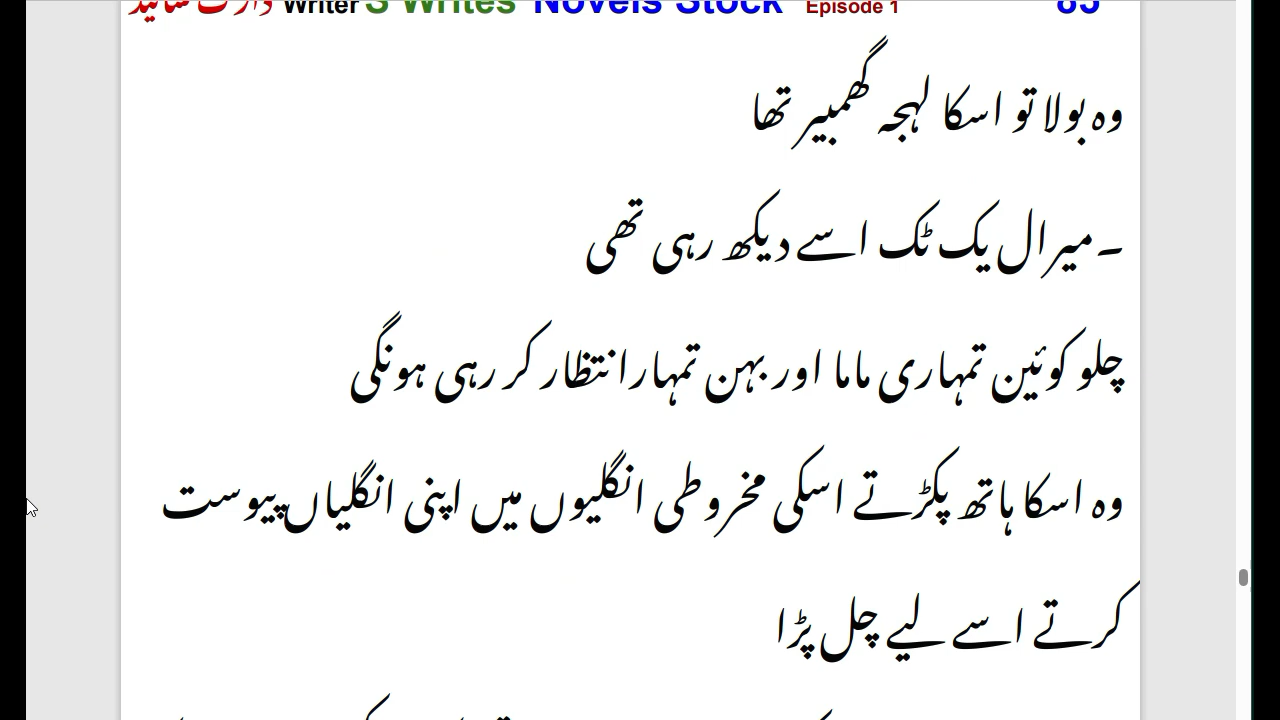 Writer S Writes Novels Stock Episode 1 85
وہ بولا تو اسکا لہجہ گھمبیر تھا
۔میرال یک ٹک اسے دیکھ رہی تھی
چلو کوئین تمہاری ماما اور بہن تمہارا انتظار کر رہی ہونگی
وہ اسکا ہاتھ پکڑتے اسکی مخروطی انگلیوں میں اپنی انگلیاں پیوست
کرتے اسے لیے چل پڑا